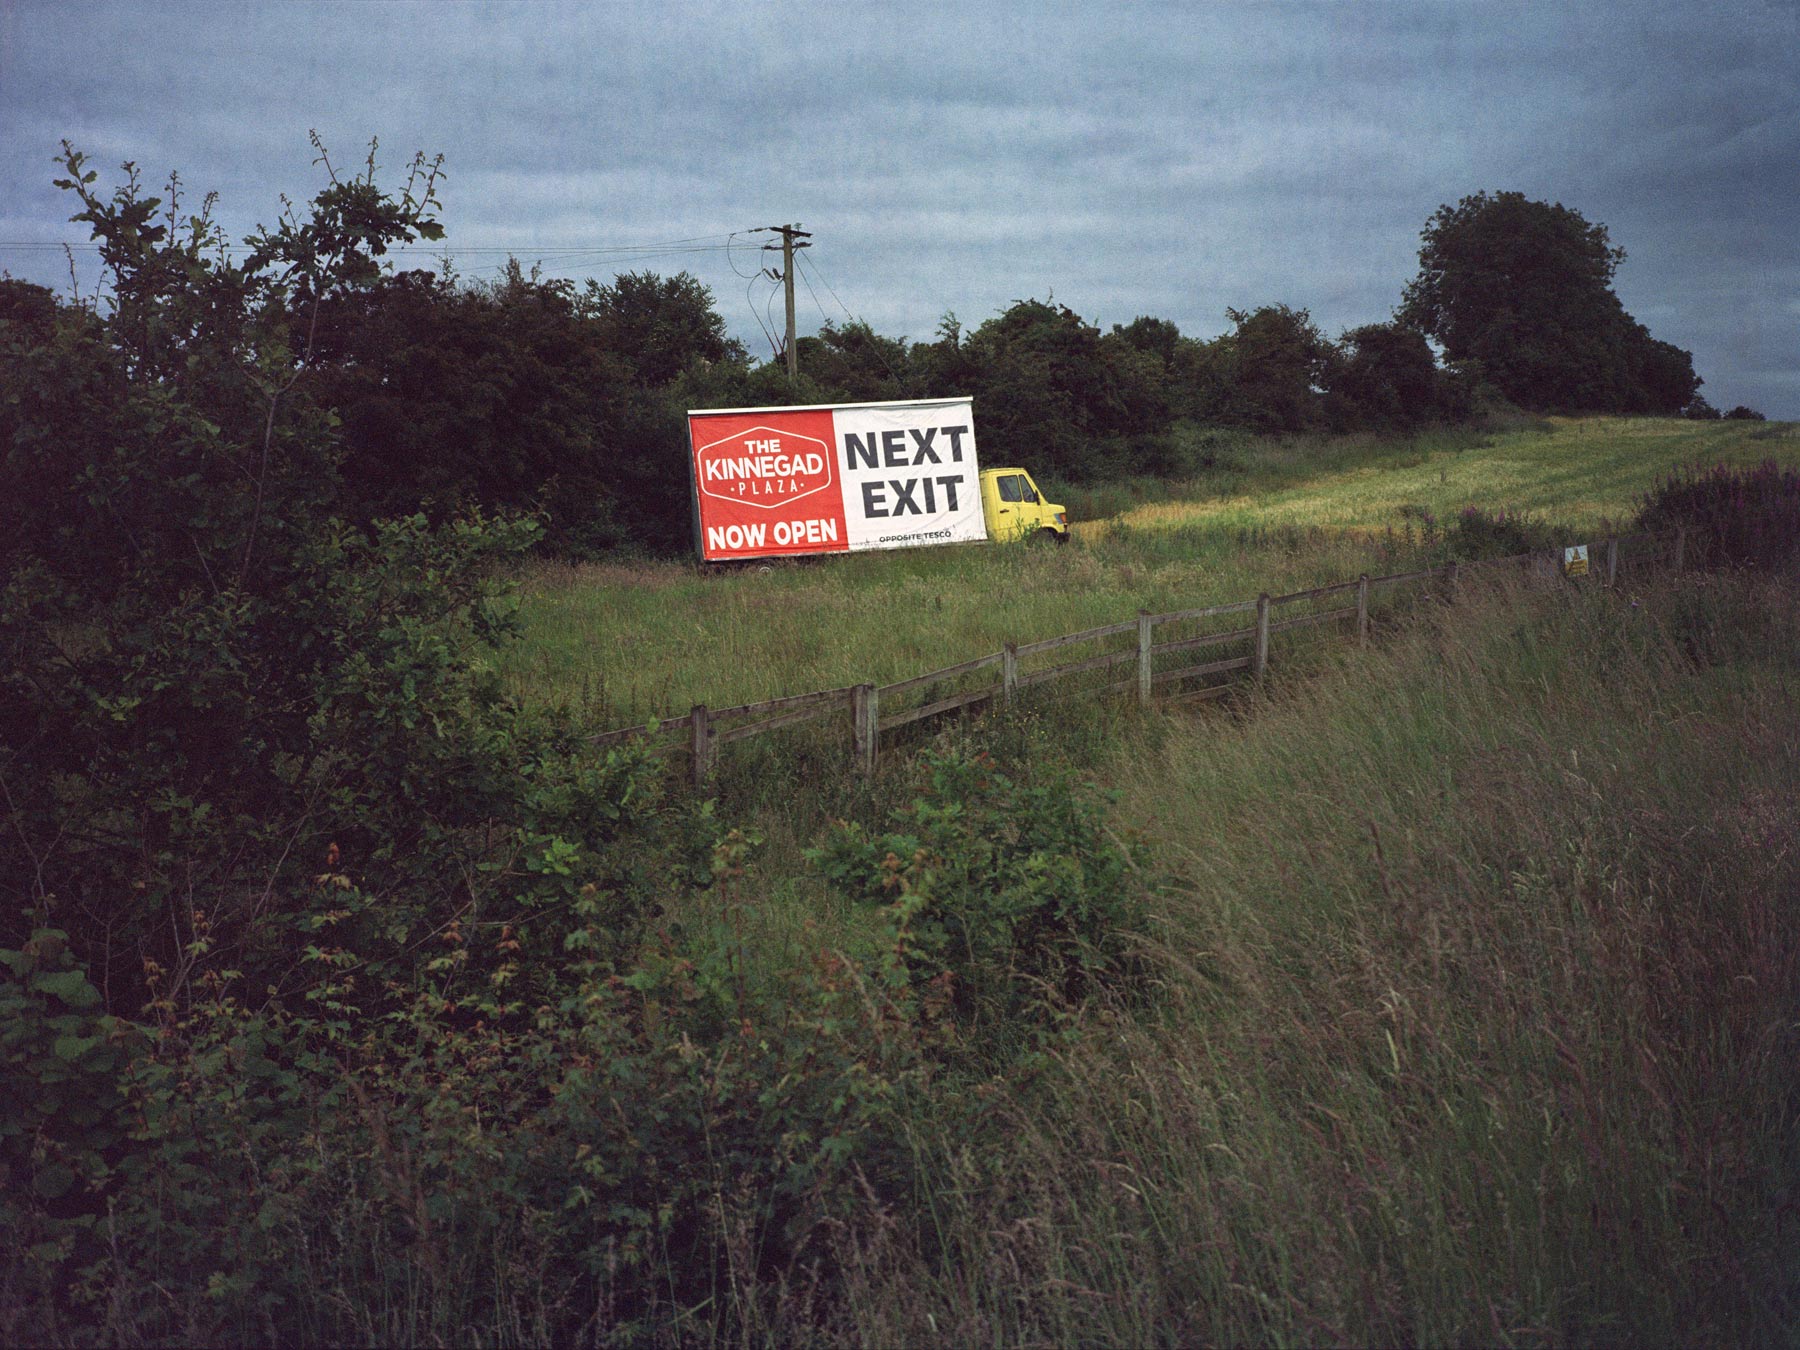 THE
KINNEGAD
• PLAZA •
NOW OPEN
NEXT
EXIT
OPPOSITE TESCO